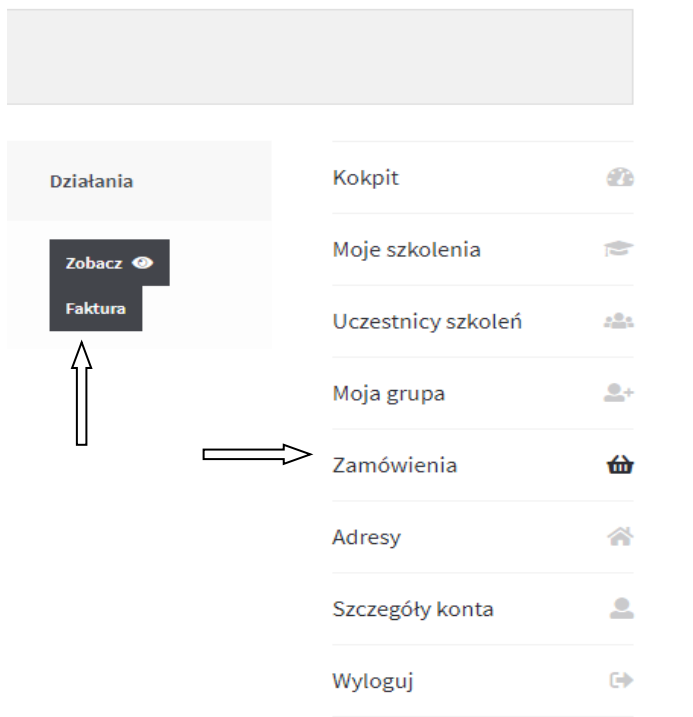 Działania
Zobacz
Faktura
Kokpit
Moje szkolenia
Uczestnicy szkoleń
Moja grupa
Zamówienia
Adresy
Szczegóły konta
Wyloguj